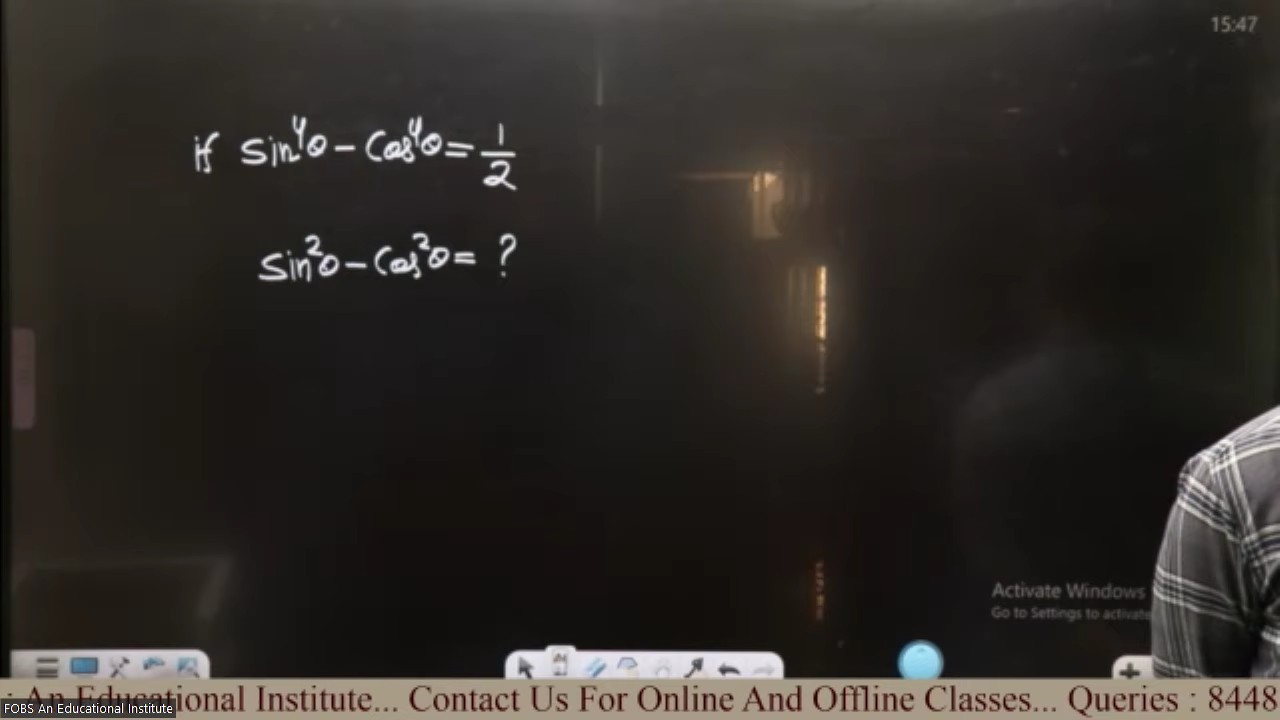 15:47
if sin⁴θ - Cos⁴θ = 1/2
sin²θ - Cos²θ = ?
Activate Windows
Go to Settings to activate
: An Educational Institute... Contact Us For Online And Offline Classes... Queries : 8448
FOBS An Educational Institute